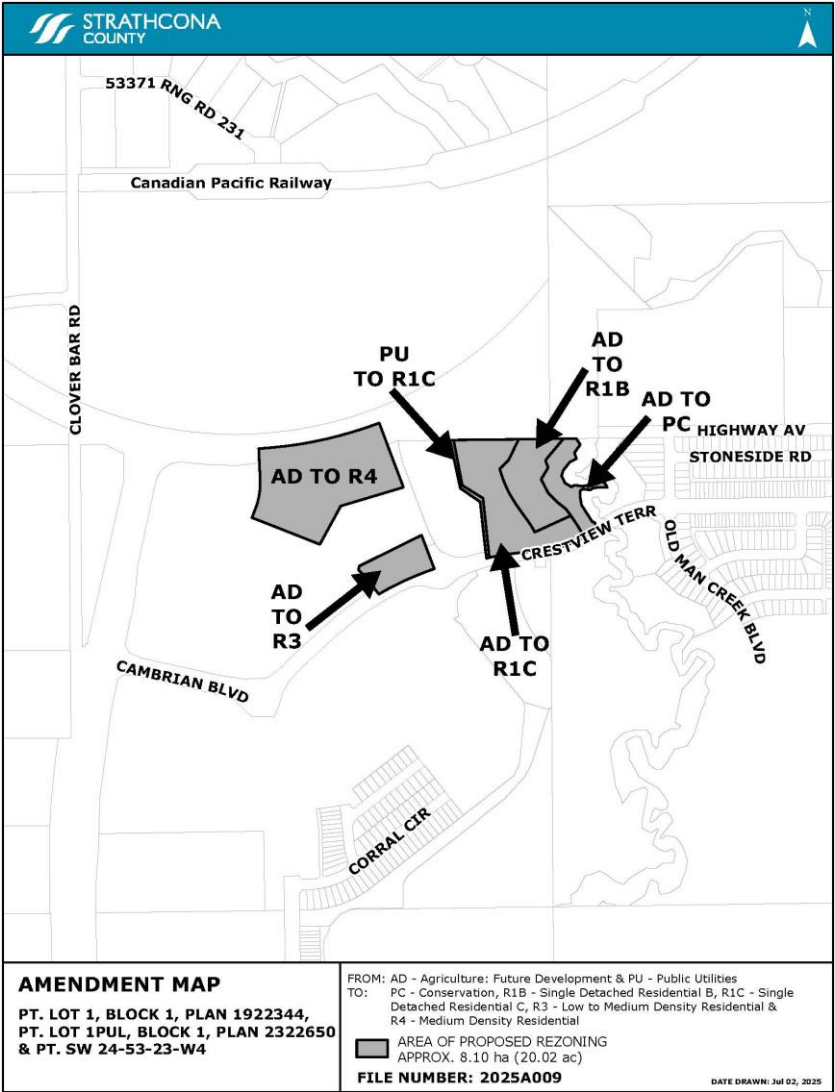 STRATHCONA
COUNTY
N
53371 RNG RD 231
Canadian Pacific Railway
CLOVER BAR RD
PU
TO R1C
AD
TO
R1B
AD TO
PC
HIGHWAY AV
STONESIDE RD
AD TO R4
CRESTVIEW TERR
OLD MAN CREEK BLVD
AD
TO
R3
AD TO
R1C
CAMBRIAN BLVD
CORRAL CIR
AMENDMENT MAP
PT. LOT 1, BLOCK 1, PLAN 1922344,
PT. LOT 1PUL, BLOCK 1, PLAN 2322650
& PT. SW 24-53-23-W4
FROM: AD - Agriculture: Future Development & PU - Public Utilities
TO: PC - Conservation, R1B - Single Detached Residential B, R1C - Single
Detached Residential C, R3 - Low to Medium Density Residential &
R4 - Medium Density Residential
AREA OF PROPOSED REZONING
APPROX. 8.10 ha (20.02 ac)
FILE NUMBER: 2025A009
DATE DRAWN: Jul 02, 2025